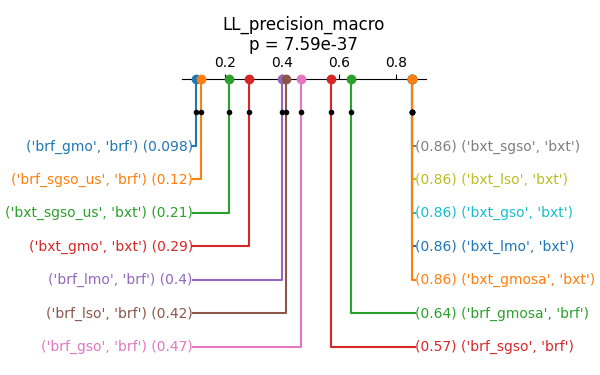 LL_precision_macro
p = 7.59e-37
0.2 0.4 0.6 0.8
('brf_gmo', 'brf') (0.098)
(0.86) ('bxt_sgso', 'bxt')
('brf_sgso_us', 'brf') (0.12)
(0.86) ('bxt_lso', 'bxt')
('bxt_sgso_us', 'bxt') (0.21)
(0.86) ('bxt_gso', 'bxt')
('bxt_gmo', 'bxt') (0.29)
(0.86) ('bxt_lmo', 'bxt')
('brf_lmo', 'brf') (0.4)
(0.86) ('bxt_gmosa', 'bxt')
('brf_lso', 'brf') (0.42)
(0.64) ('brf_gmosa', 'brf')
('brf_gso', 'brf') (0.47)
(0.57) ('brf_sgso', 'brf')